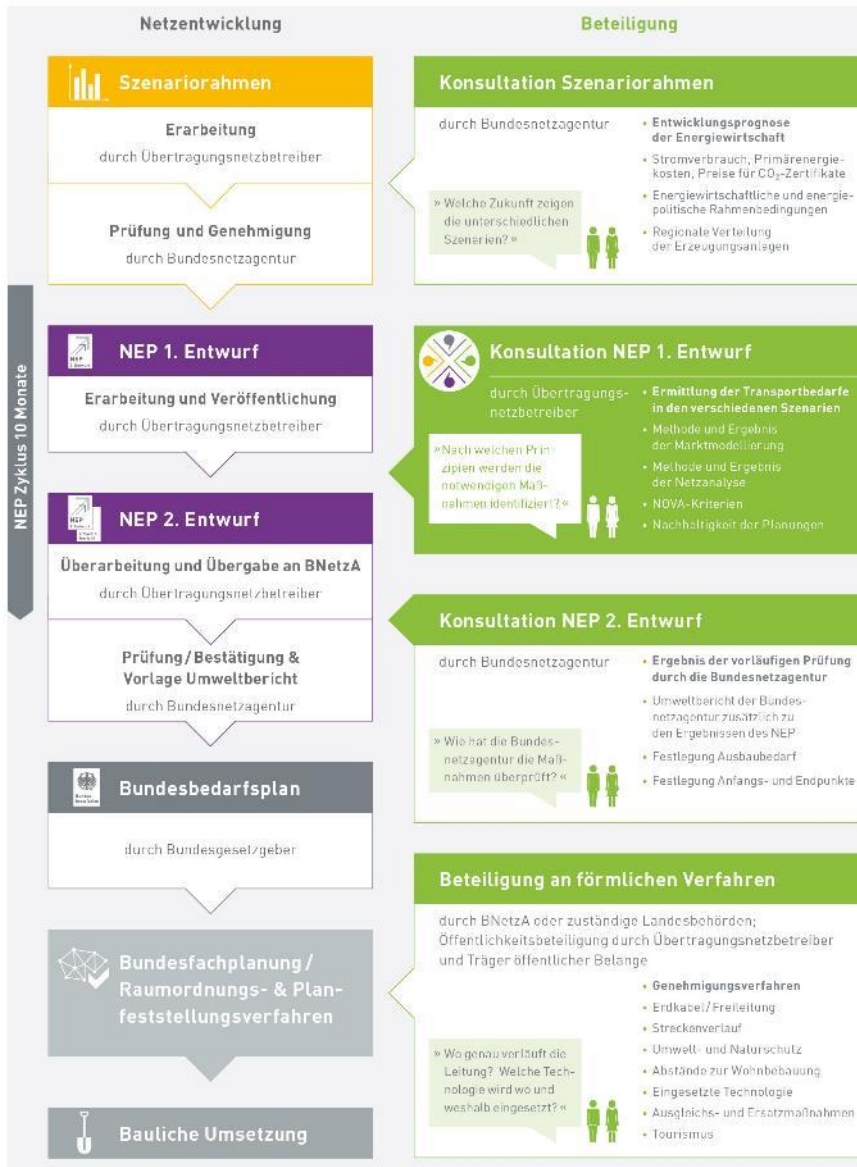 Netzentwicklung
Beteiligung
NEP Zyklus 10 Monate
Szenariorahmen
Erarbeitung
durch Übertragungsnetzbetreiber
Prüfung und Genehmigung
durch Bundesnetzagentur
Konsultation Szenariorahmen
durch Bundesnetzagentur
» Welche Zukunft zeigen
die unterschiedlichen
Szenarien? «
• Entwicklungsprognose
der Energiewirtschaft
• Stromverbrauch, Primärenergie-
kosten, Preise für CO₂-Zertifikate
• Energiewirtschaftliche und energie-
politische Rahmenbedingungen
• Regionale Verteilung
der Erzeugungsanlagen
NEP 1. Entwurf
Erarbeitung und Veröffentlichung
durch Übertragungsnetzbetreiber
Konsultation NEP 1. Entwurf
durch Übertragungs-
netzbetreiber
» Nach welchen Prin-
zipien werden die
notwendigen Maß-
nahmen identifiziert? «
• Ermittlung der Transportbedarfe
in den verschiedenen Szenarien
• Methode und Ergebnis
der Marktmodellierung
• Methode und Ergebnis
der Netzanalyse
• NOVA-Kriterien
• Nachhaltigkeit der Planungen
NEP 2. Entwurf
Überarbeitung und Übergabe an BNetzA
durch Übertragungsnetzbetreiber
Prüfung/Bestätigung &
Vorlage Umweltbericht
durch Bundesnetzagentur
Konsultation NEP 2. Entwurf
durch Bundesnetzagentur
» Wie hat die Bundes-
netzagentur die Maß-
nahmen überprüft? «
• Ergebnis der vorläufigen Prüfung
durch die Bundesnetzagentur
• Umweltbericht der Bundes-
netzagentur zusätzlich zu
den Ergebnissen des NEP
• Festlegung Ausbaubedarf
• Festlegung Anfangs- und Endpunkte
Bundesbedarfsplan
durch Bundesgesetzgeber
Bundesfachplanung/
Raumordnungs- & Plan-
feststellungsverfahren
Bauliche Umsetzung
Beteiligung an förmlichen Verfahren
durch BNetzA oder zuständige Landesbehörden;
Öffentlichkeitsbeteiligung durch Übertragungsnetzbetreiber
und Träger öffentlicher Belange
» Wo genau verläuft die
Leitung? Welche Tech-
nologie wird wo und
weshalb eingesetzt? «
• Genehmigungsverfahren
• Erdkabel/Freileitung
• Streckenverlauf
• Umwelt- und Naturschutz
• Abstände zur Wohnbebauung
• Eingesetzte Technologie
• Ausgleichs- und Ersatzmaßnahmen
• Tourismus